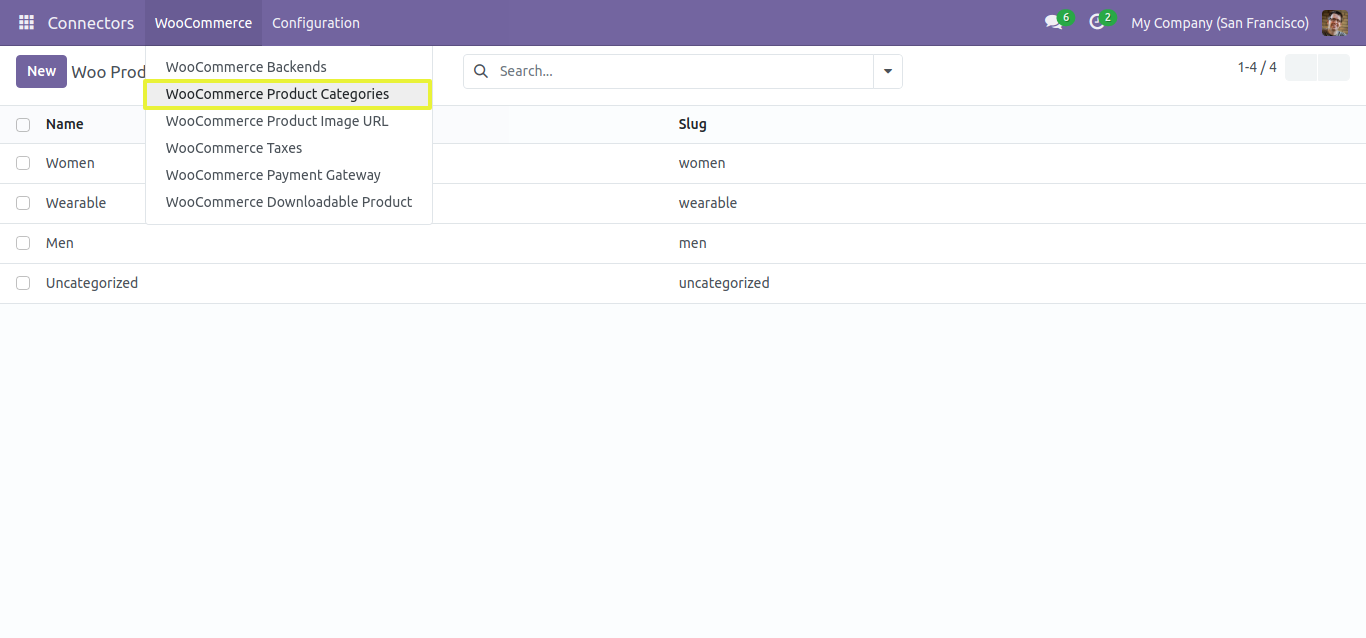 Connectors WooCommerce Configuration 6 2 My Company (San Francisco)
New Woo Prod Search... 1-4 / 4
WooCommerce Backends
WooCommerce Product Categories
WooCommerce Product Image URL
WooCommerce Taxes
WooCommerce Payment Gateway
WooCommerce Downloadable Product
Name Slug
Women women
Wearable wearable
Men men
Uncategorized uncategorized